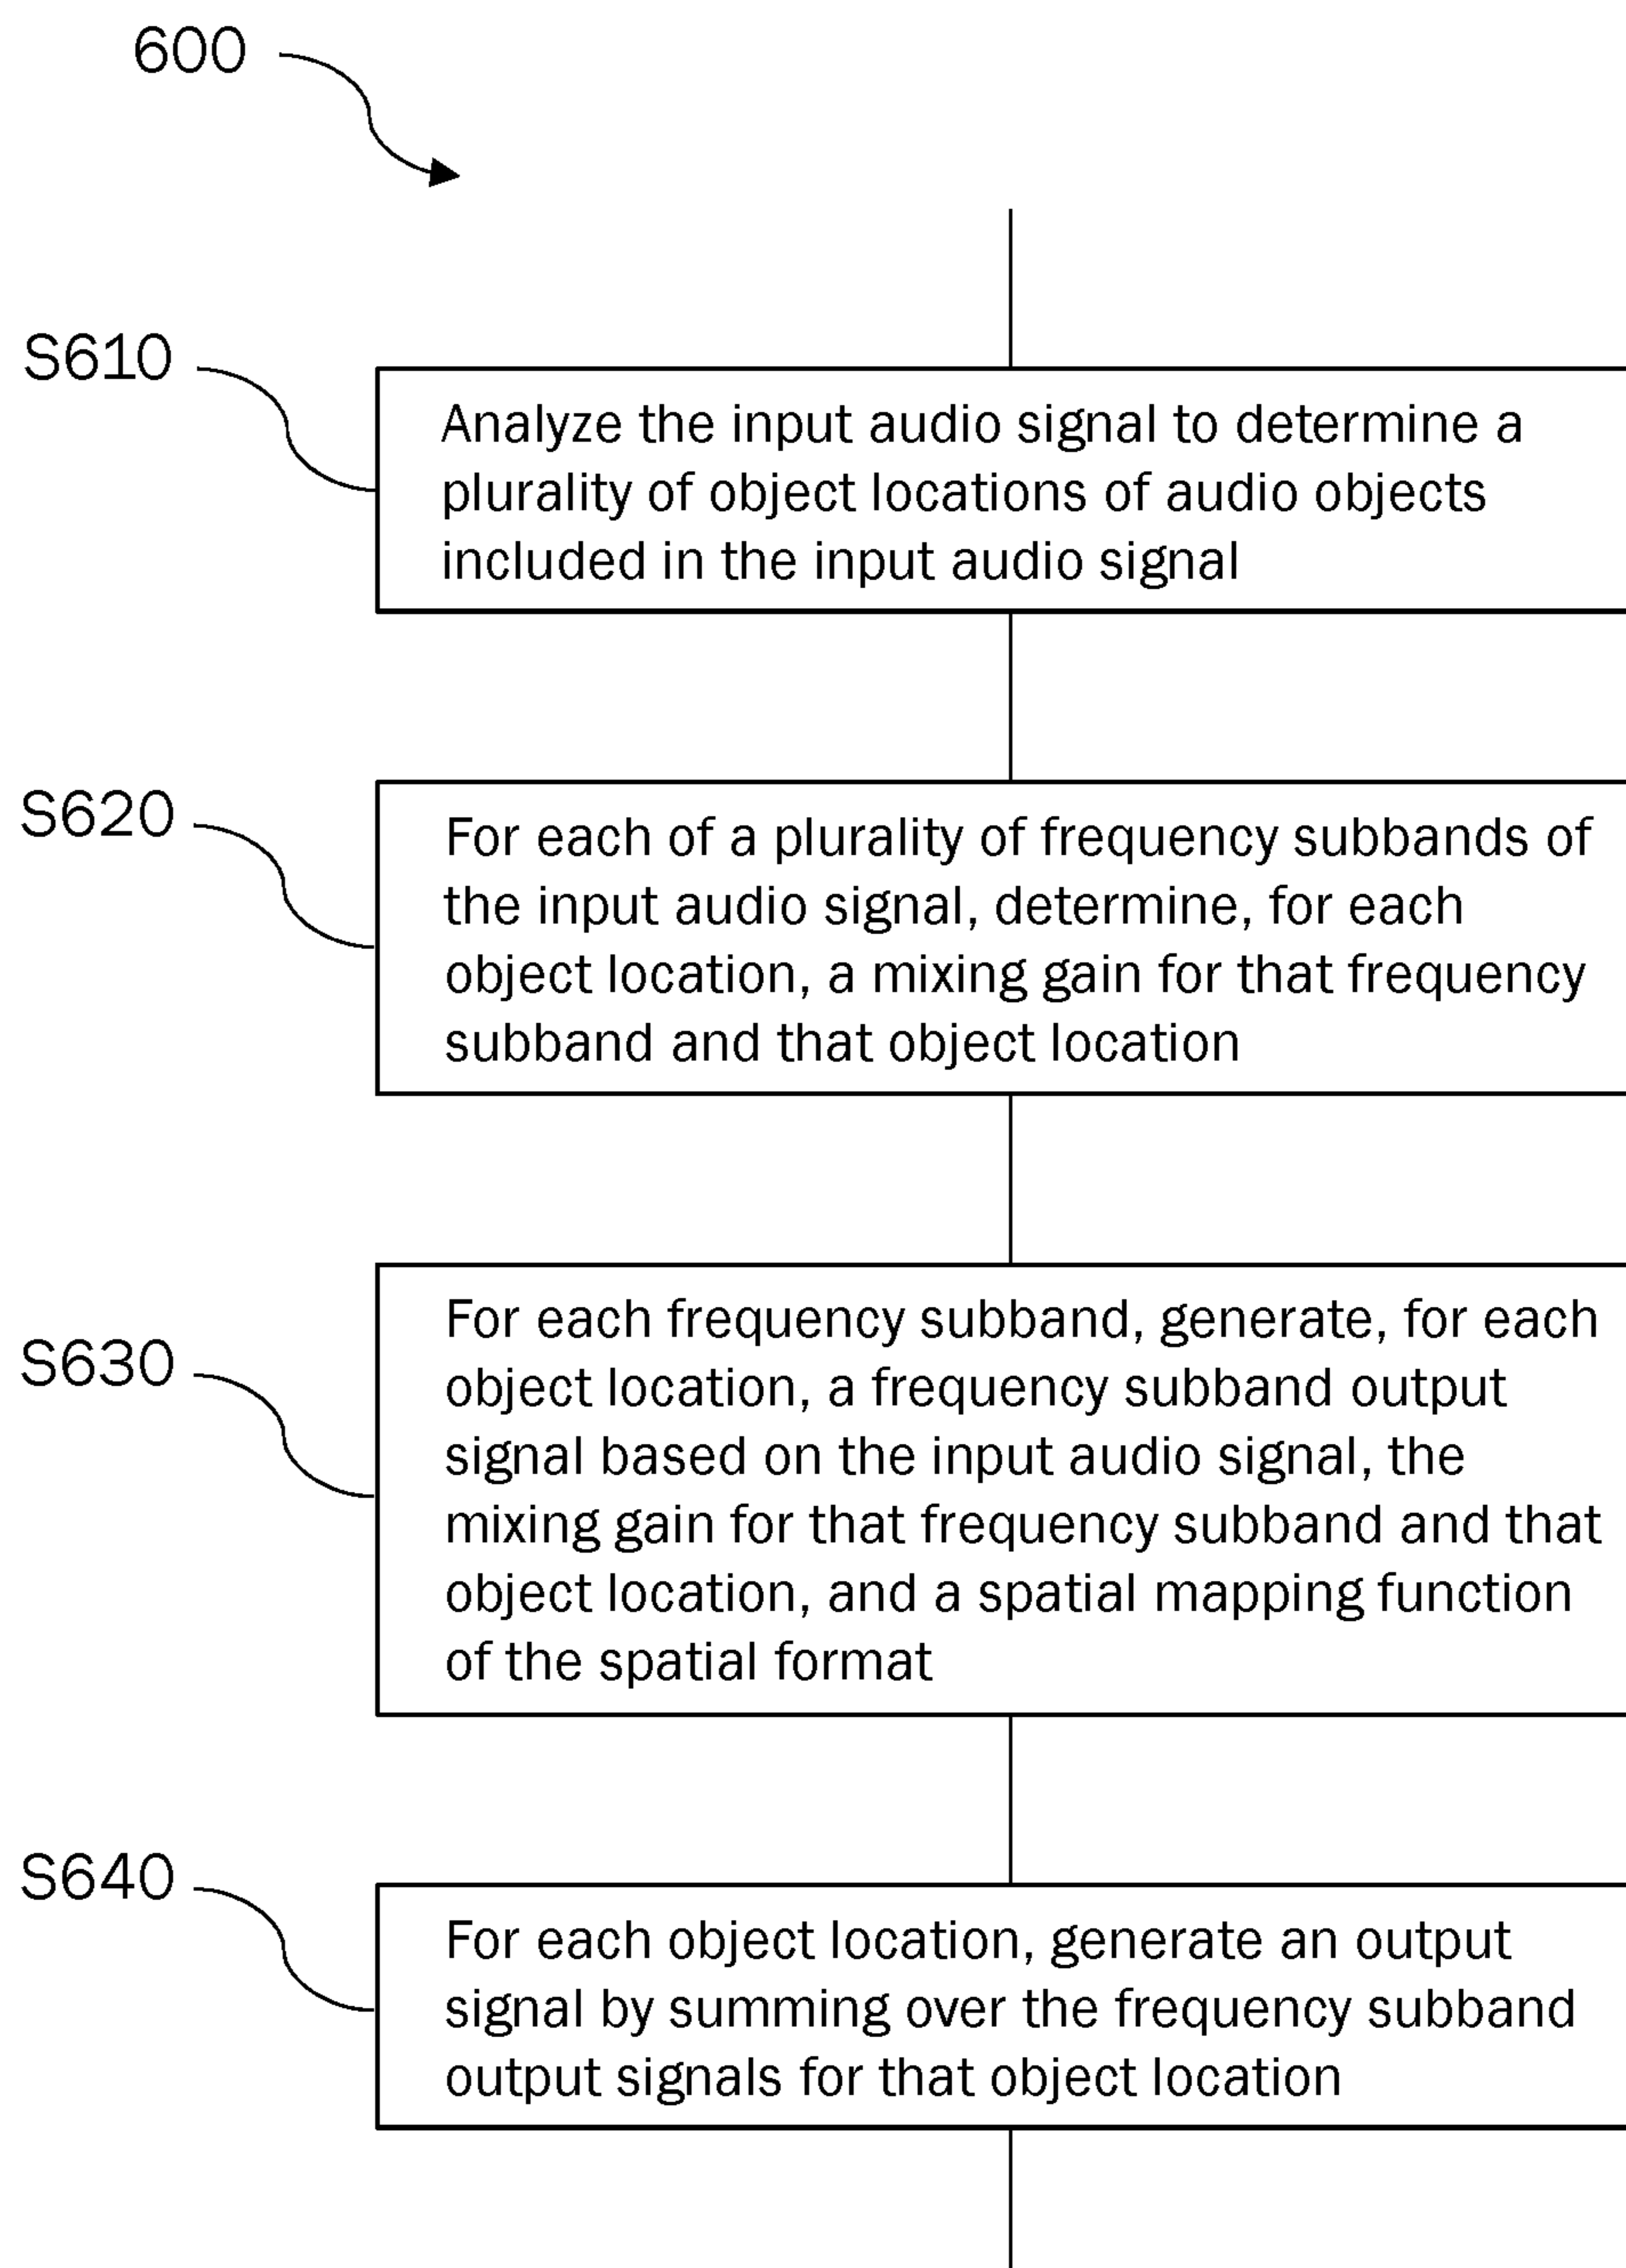 600
S610
Analyze the input audio signal to determine a
plurality of object locations of audio objects
included in the input audio signal
S620
For each of a plurality of frequency subbands of
the input audio signal, determine, for each
object location, a mixing gain for that frequency
subband and that object location
S630
For each frequency subband, generate, for each
object location, a frequency subband output
signal based on the input audio signal, the
mixing gain for that frequency subband and that
object location, and a spatial mapping function
of the spatial format
S640
For each object location, generate an output
signal by summing over the frequency subband
output signals for that object location